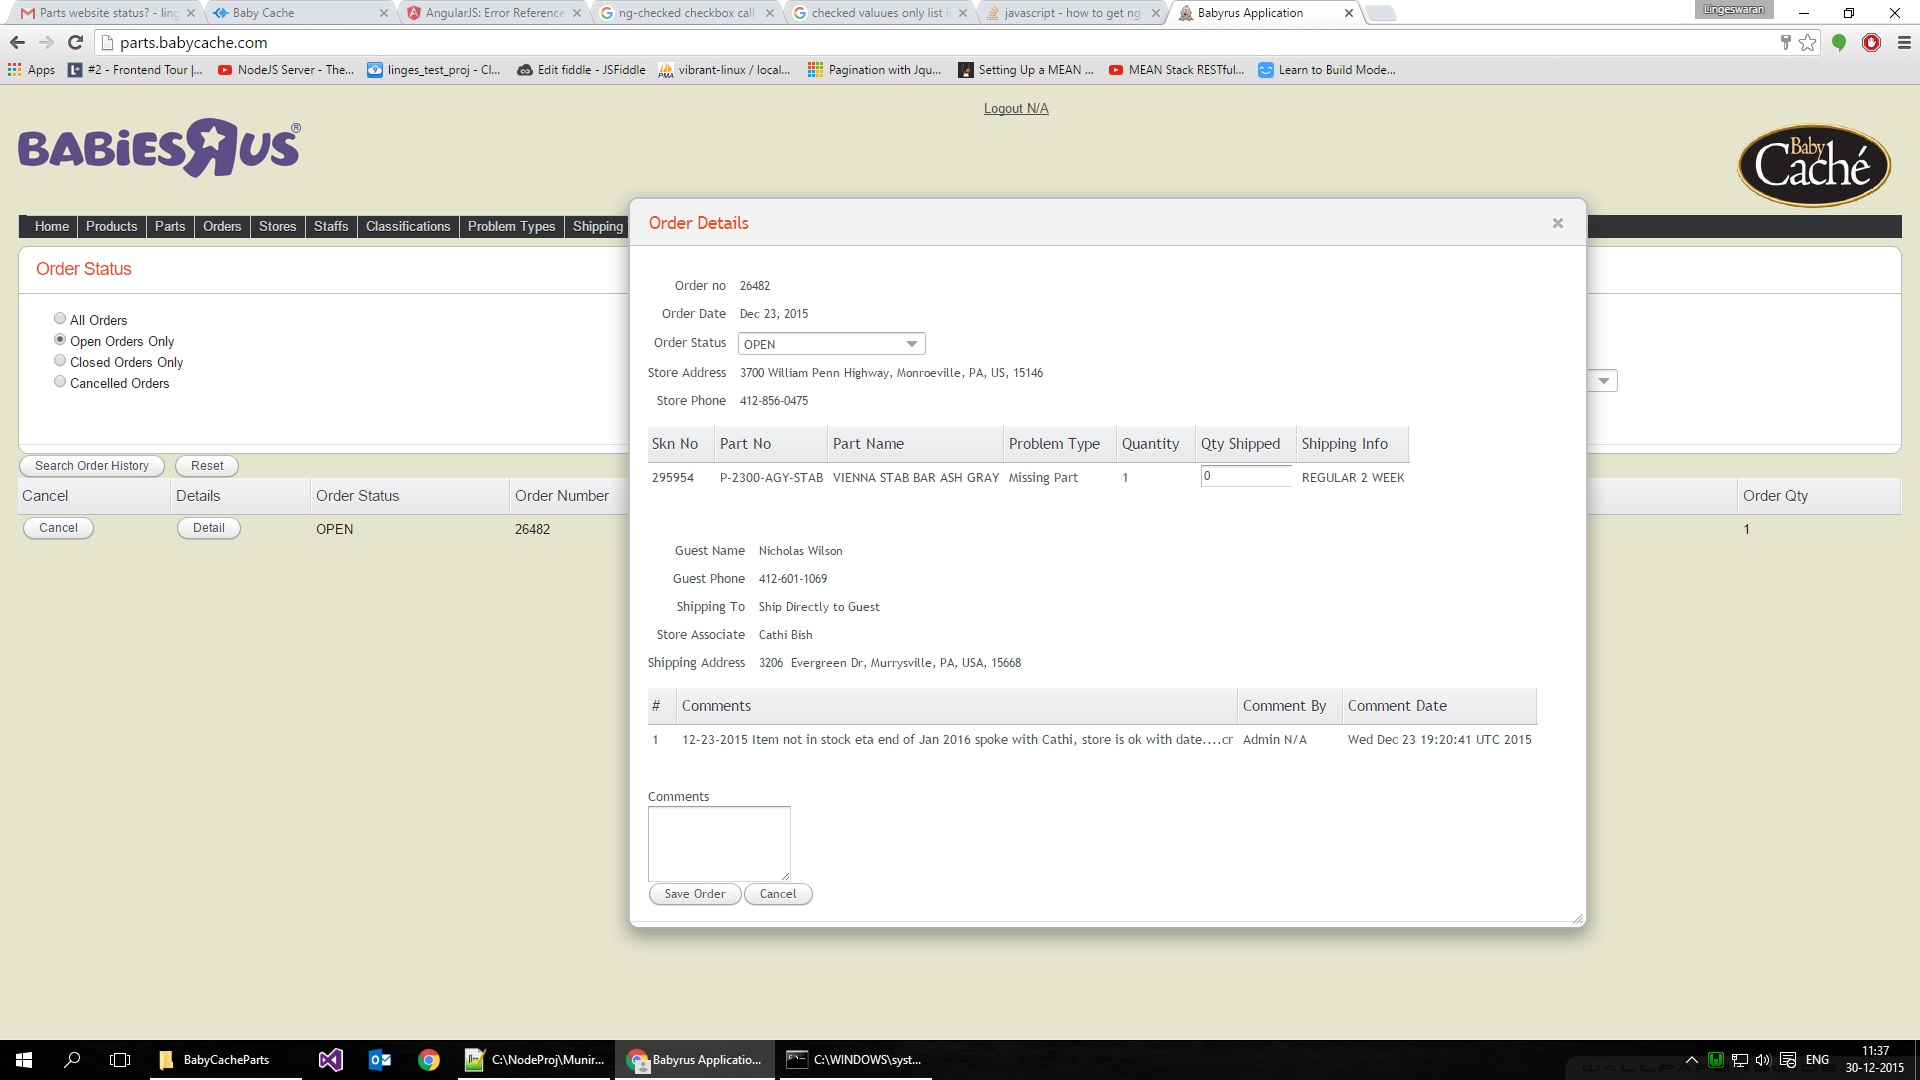 Parts website status? - ling
Baby Cache
AngularJS: Error Reference
ng-checked checkbox call
checked valuues only list i
javascript - how to get ng-
Babyrus Application
Lingeswaran
parts.babycache.com
Apps
#2 - Frontend Tour |...
NodeJS Server - The...
linges_test_proj - Cl...
Edit fiddle - JSFiddle
PMA
vibrant-linux / local...
Pagination with Jqu...
Setting Up a MEAN ...
MEAN Stack RESTful...
Learn to Build Mode...
Logout N/A
BABiESRUS®
Baby
Caché
Home
Products
Parts
Orders
Stores
Staffs
Classifications
Problem Types
Shipping
Order Status
All Orders
Open Orders Only
Closed Orders Only
Cancelled Orders
Search Order History
Reset
Cancel
Details
Order Status
Order Number
Order Qty
Cancel
Detail
OPEN
26482
1
Order Details
Order no 26482
Order Date Dec 23, 2015
Order Status OPEN
Store Address 3700 William Penn Highway, Monroeville, PA, US, 15146
Store Phone 412-856-0475
Skn No Part No Part Name Problem Type Quantity Qty Shipped Shipping Info
295954 P-2300-AGY-STAB VIENNA STAB BAR ASH GRAY Missing Part 1 0 REGULAR 2 WEEK
Guest Name Nicholas Wilson
Guest Phone 412-601-1069
Shipping To Ship Directly to Guest
Store Associate Cathi Bish
Shipping Address 3206 Evergreen Dr, Murrysville, PA, USA, 15668
# Comments Comment By Comment Date
1 12-23-2015 Item not in stock eta end of Jan 2016 spoke with Cathi, store is ok with date....cr Admin N/A Wed Dec 23 19:20:41 UTC 2015
Comments
Save Order
Cancel
BabyCacheParts
C:\NodeProj\Munir...
Babyrus Applicatio...
C:\WINDOWS\syst...
ENG
11:37
30-12-2015